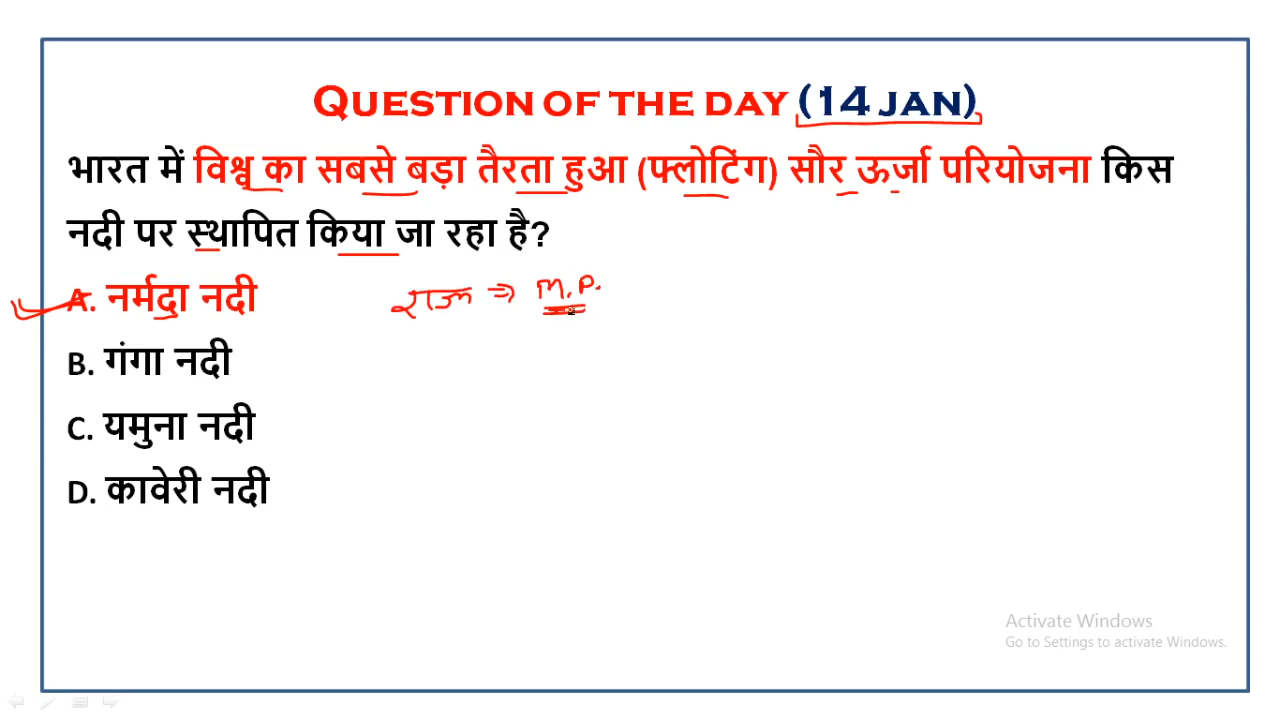 QUESTION OF THE DAY (14 JAN)
भारत में विश्व का सबसे बड़ा तैरता हुआ (फ्लोटिंग) सौर ऊर्जा परियोजना किस
नदी पर स्थापित किया जा रहा है?
A. नर्मदा नदी
राज्य ⇒ M.P.
B. गंगा नदी
C. यमुना नदी
D. कावेरी नदी
Activate Windows
Go to Settings to activate Windows.